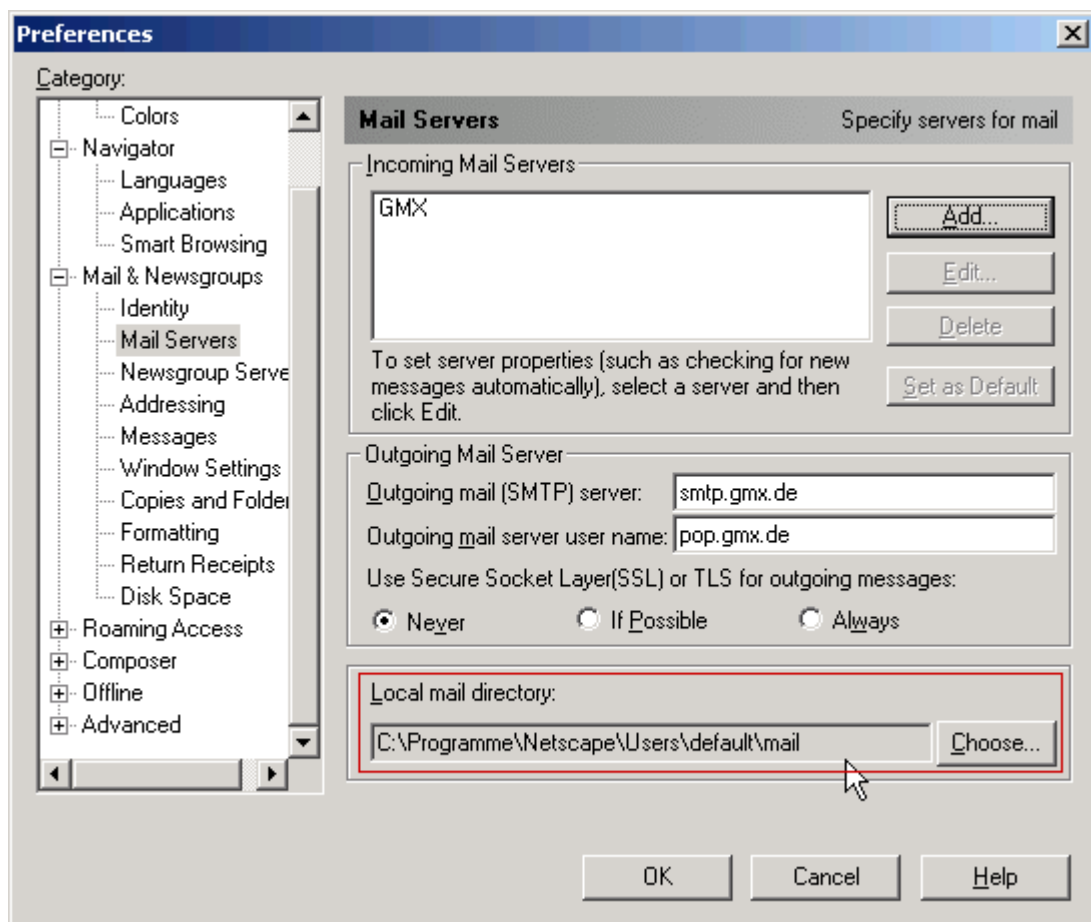 Preferences
Category:
Colors
Navigator
Languages
Applications
Smart Browsing
Mail & Newsgroups
Identity
Mail Servers
Newsgroup Serve
Addressing
Messages
Window Settings
Copies and Folder
Formatting
Return Receipts
Disk Space
Roaming Access
Composer
Offline
Advanced
Mail Servers Specify servers for mail
Incoming Mail Servers
GMX
Add...
Edit...
Delete
Set as Default
To set server properties (such as checking for new
messages automatically), select a server and then
click Edit.
Outgoing Mail Server
Outgoing mail (SMTP) server: smtp.gmx.de
Outgoing mail server user name: pop.gmx.de
Use Secure Socket Layer(SSL) or TLS for outgoing messages:
Never If Possible Always
Local mail directory:
C:\Programme\Netscape\Users\default\mail Choose...
OK Cancel Help